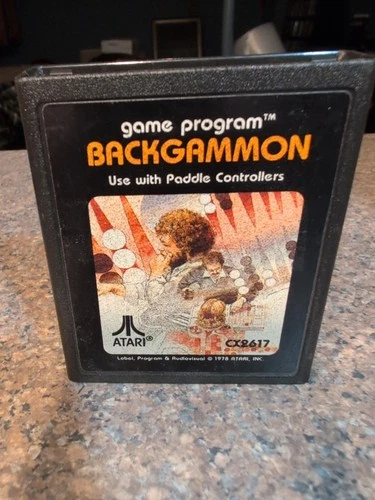 game program™
BACKGAMMON
Use with Paddle Controllers
ATARI®
CX2617
Label, Program & Audiovisual © 1978 ATARI, INC.